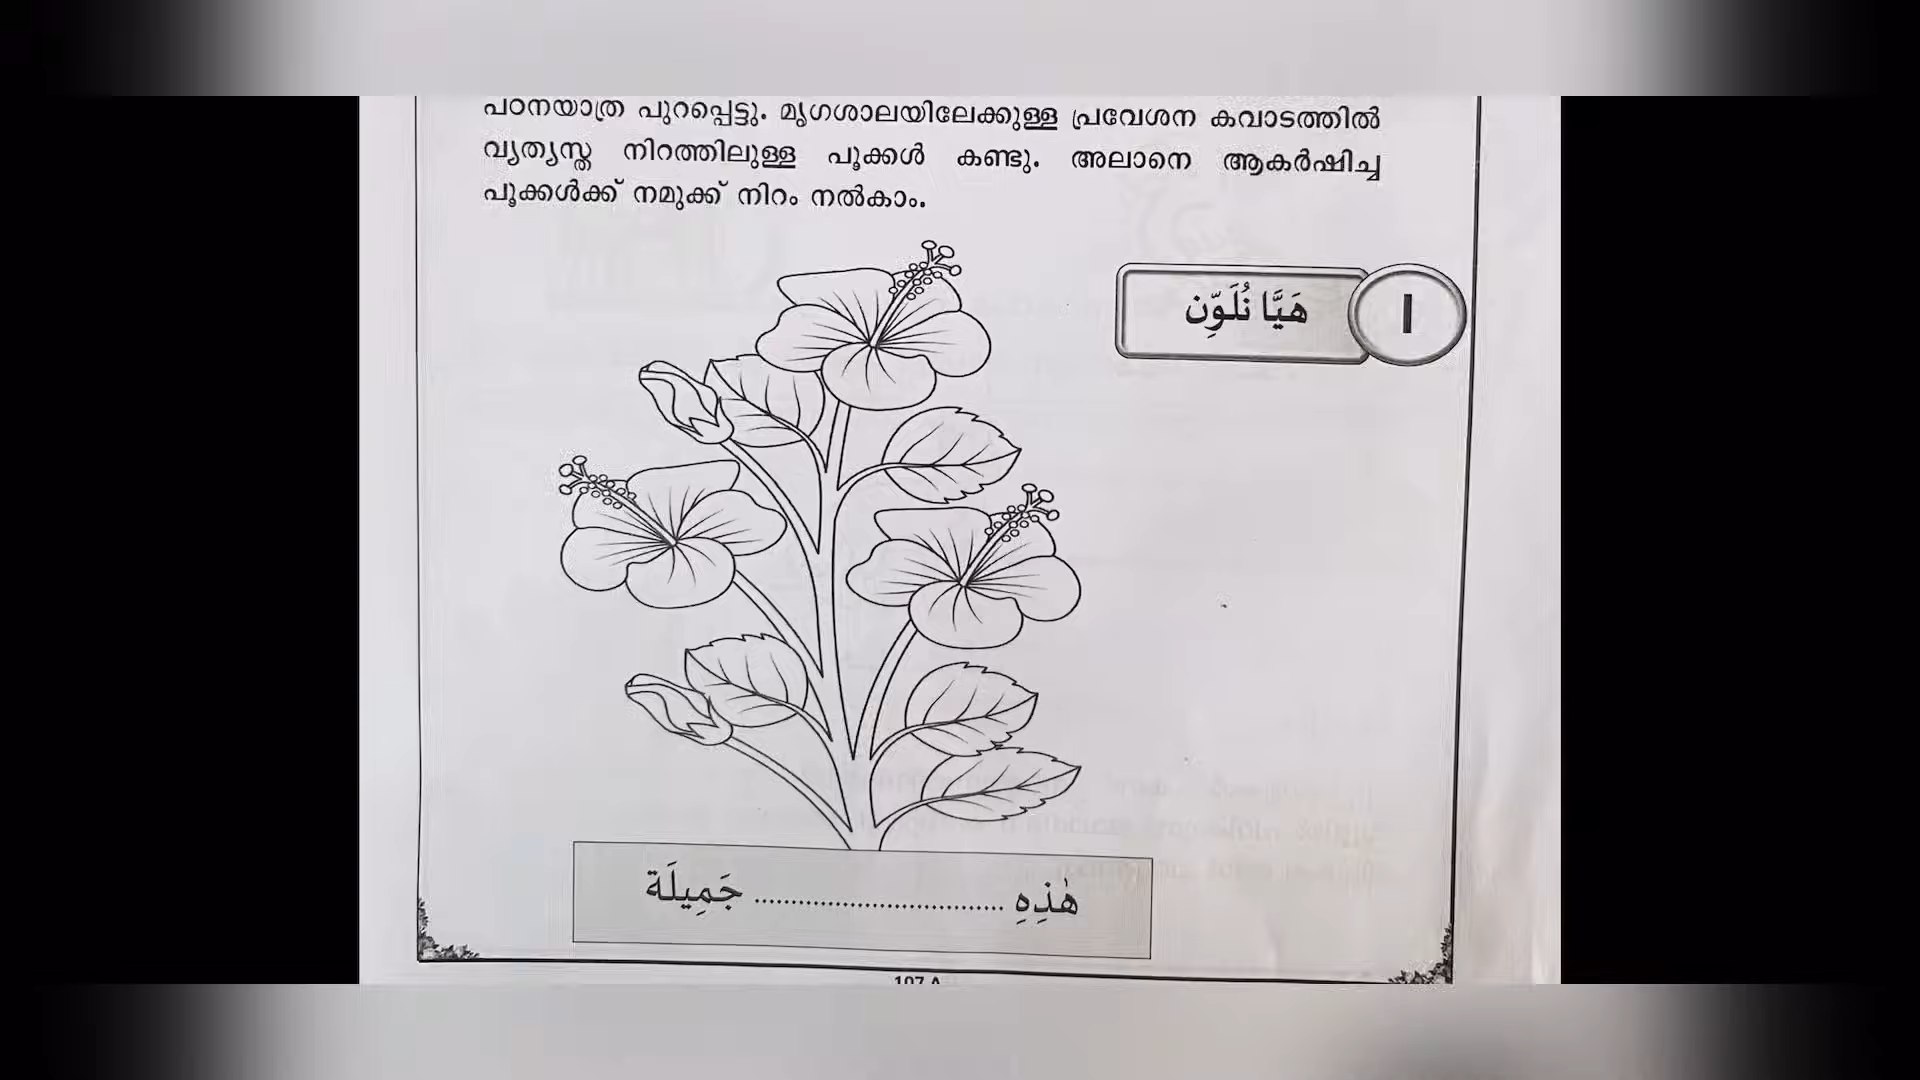 പഠനയാത്ര പുറപ്പെട്ടു. മൃഗശാലയിലേക്കുള്ള പ്രവേശന കവാടത്തിൽ
വ്യത്യസ്ത നിറത്തിലുള്ള പൂക്കൾ കണ്ടു. അലാനെ ആകർഷിച്ച
പൂക്കൾക്ക് നമുക്ക് നിറം നൽകാം.
هَيَّا نُلَوِّن
١
هٰذِهِ .................................. جَمِيلَة
107 A